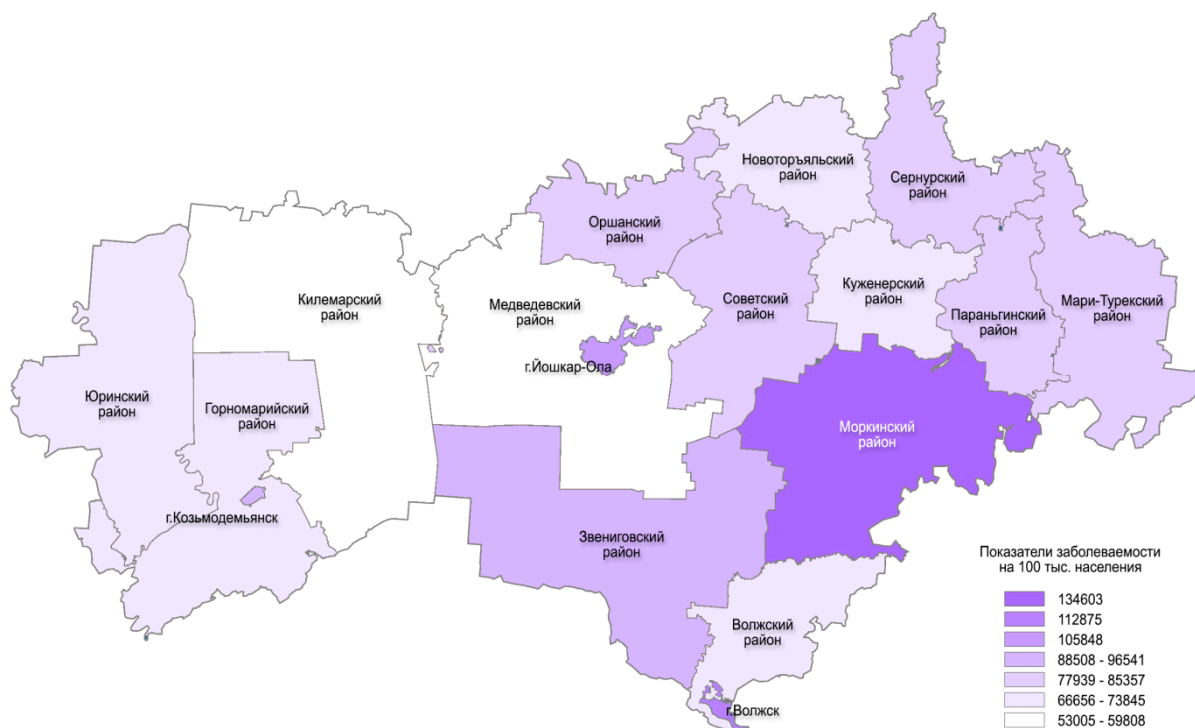 Новоторъяльский
район
Сернурский
район
Оршанский
район
Килемарский
район
Медведевский
район
Советский
район
Куженерский
район
Параньгинский
район
Мари-Турекский
район
г.Йошкар-Ола
Юринский
район
Горномарийский
район
Моркинский
район
г.Козьмодемьянск
Звениговский
район
Волжский
район
г.Волжск
Показатели заболеваемости
на 100 тыс. населения
134603
112875
105848
88508 - 96541
77939 - 85357
66656 - 73845
53005 - 59808